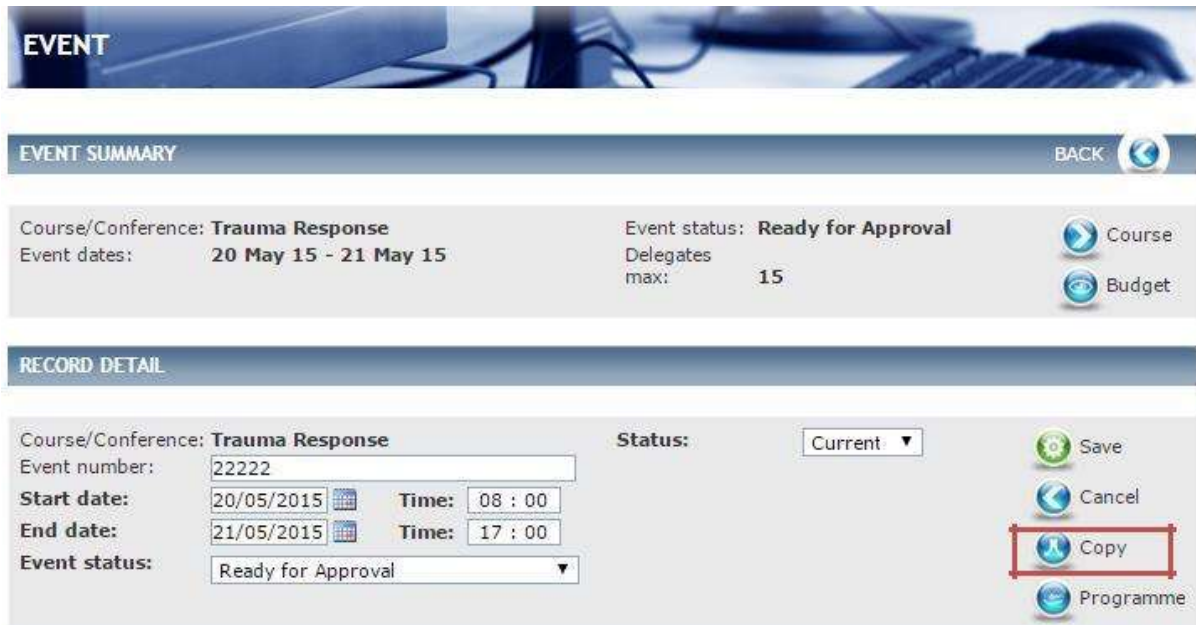 EVENT
EVENT SUMMARY BACK
Course/Conference: Trauma Response Event status: Ready for Approval Course
Event dates: 20 May 15 - 21 May 15 Delegates
max: 15 Budget
RECORD DETAIL
Course/Conference: Trauma Response Status: Current Save
Event number: 22222
Start date: 20/05/2015 Time: 08 : 00 Cancel
End date: 21/05/2015 Time: 17 : 00 Copy
Event status: Ready for Approval
Programme